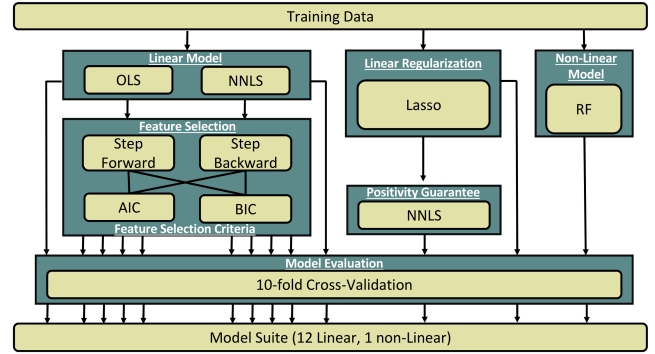 Training Data
Linear Model
OLS
NNLS
Linear Regularization
Lasso
Non-Linear
Model
RF
Feature Selection
Step
Forward
Step
Backward
AIC
BIC
Feature Selection Criteria
Positivity Guarantee
NNLS
Model Evaluation
10-fold Cross-Validation
Model Suite (12 Linear, 1 non-Linear)